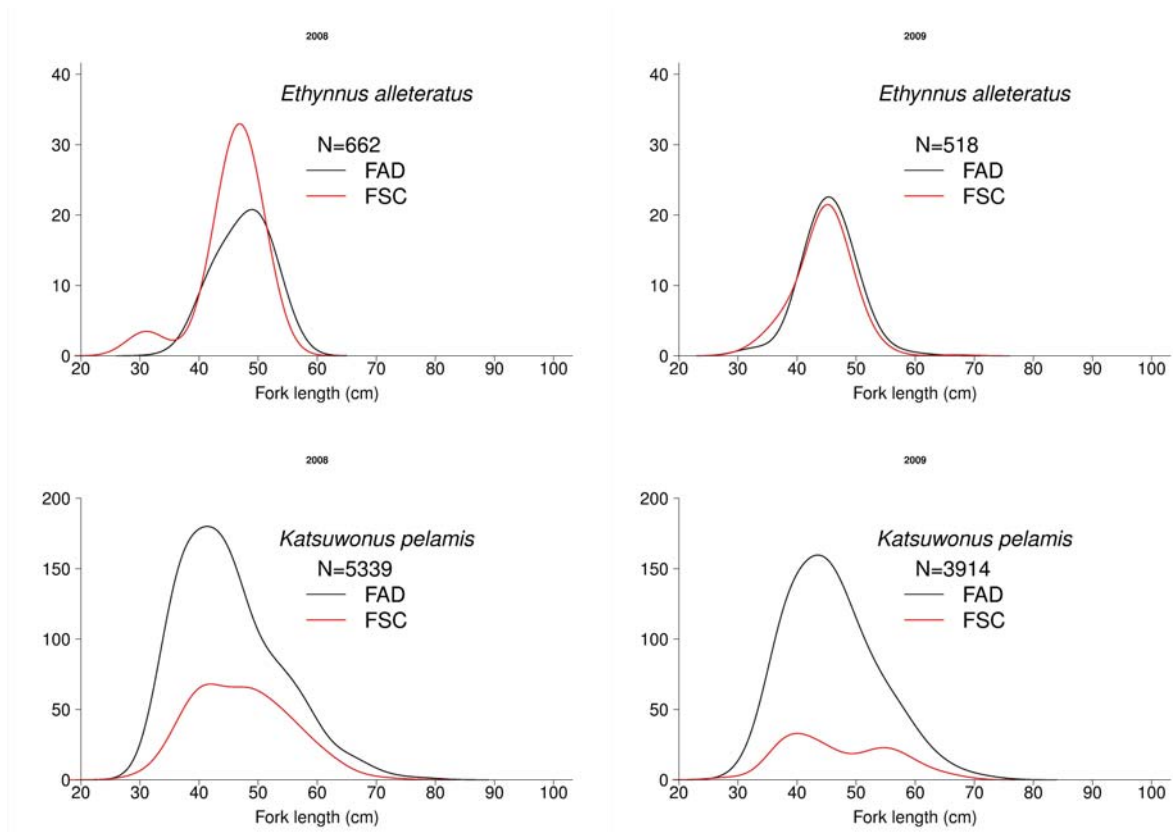 2008
40
Ethynnus alleteratus
30
N=662
FAD
20
FSC
10
0
20 30 40 50 60 70 80 90 100
Fork length (cm)
2009
40
Ethynnus alleteratus
30
N=518
FAD
20
FSC
10
0
20 30 40 50 60 70 80 90 100
Fork length (cm)
2008
200
Katsuwonus pelamis
150
N=5339
FAD
FSC
100
50
0
20 30 40 50 60 70 80 90 100
Fork length (cm)
2009
200
Katsuwonus pelamis
150
N=3914
FAD
FSC
100
50
0
20 30 40 50 60 70 80 90 100
Fork length (cm)